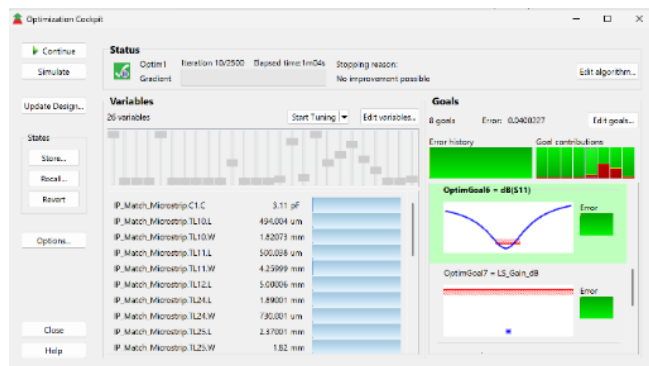 Optimization Cockpit
Continue
Simulate
Update Design...
States
Store...
Recall...
Revert
Options...
Close
Help
Status
Optim1
Gradient
Iteration 10/2500 Elapsed time:1m04s
Stopping reason:
No improvement possible
Edit algorithm...
Variables
26 variables
Start Tuning
Edit variables...
IP_Match_Microstrip.C1.C 3.11 pF
IP_Match_Microstrip.TL10.L 494.004 um
IP_Match_Microstrip.TL10.W 1.82073 mm
IP_Match_Microstrip.TL11.L 500.038 um
IP_Match_Microstrip.TL11.W 4.25999 mm
IP_Match_Microstrip.TL12.L 5.00006 mm
IP_Match_Microstrip.TL24.L 1.89001 mm
IP_Match_Microstrip.TL24.W 730.001 um
IP_Match_Microstrip.TL25.L 2.37001 mm
IP_Match_Microstrip.TL25.W 1.82 mm
Goals
8 goals Error: 0.0400227
Edit goals...
Error history
Goal contributions
OptimGoal6 = dB(S11)
Error
OptimGoal7 = LS_Gain_dB
Error